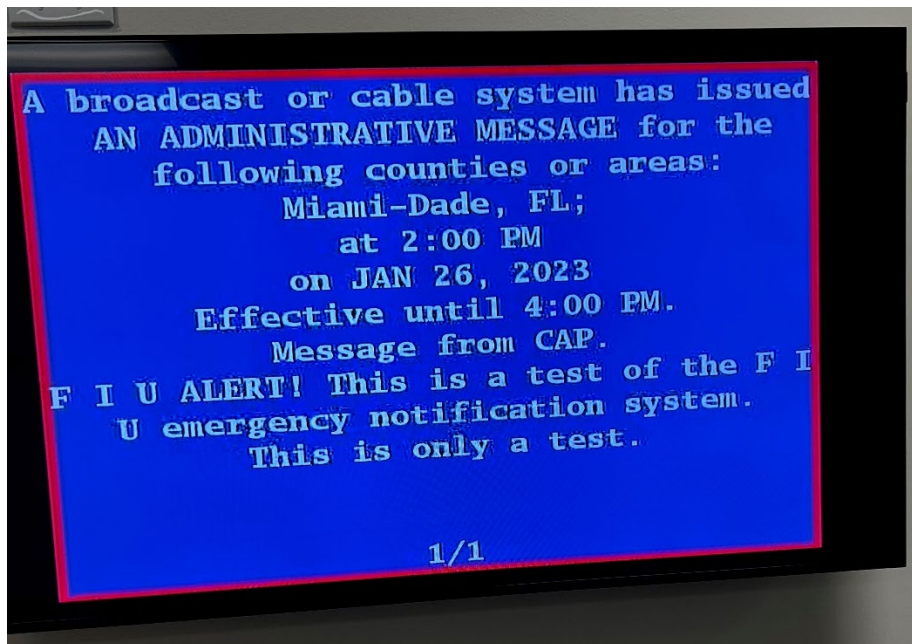 A broadcast or cable system has issued
AN ADMINISTRATIVE MESSAGE for the
following counties or areas:
Miami-Dade, FL;
at 2:00 PM
on JAN 26, 2023
Effective until 4:00 PM.
Message from CAP.
F I U ALERT! This is a test of the F I
U emergency notification system.
This is only a test.
1/1